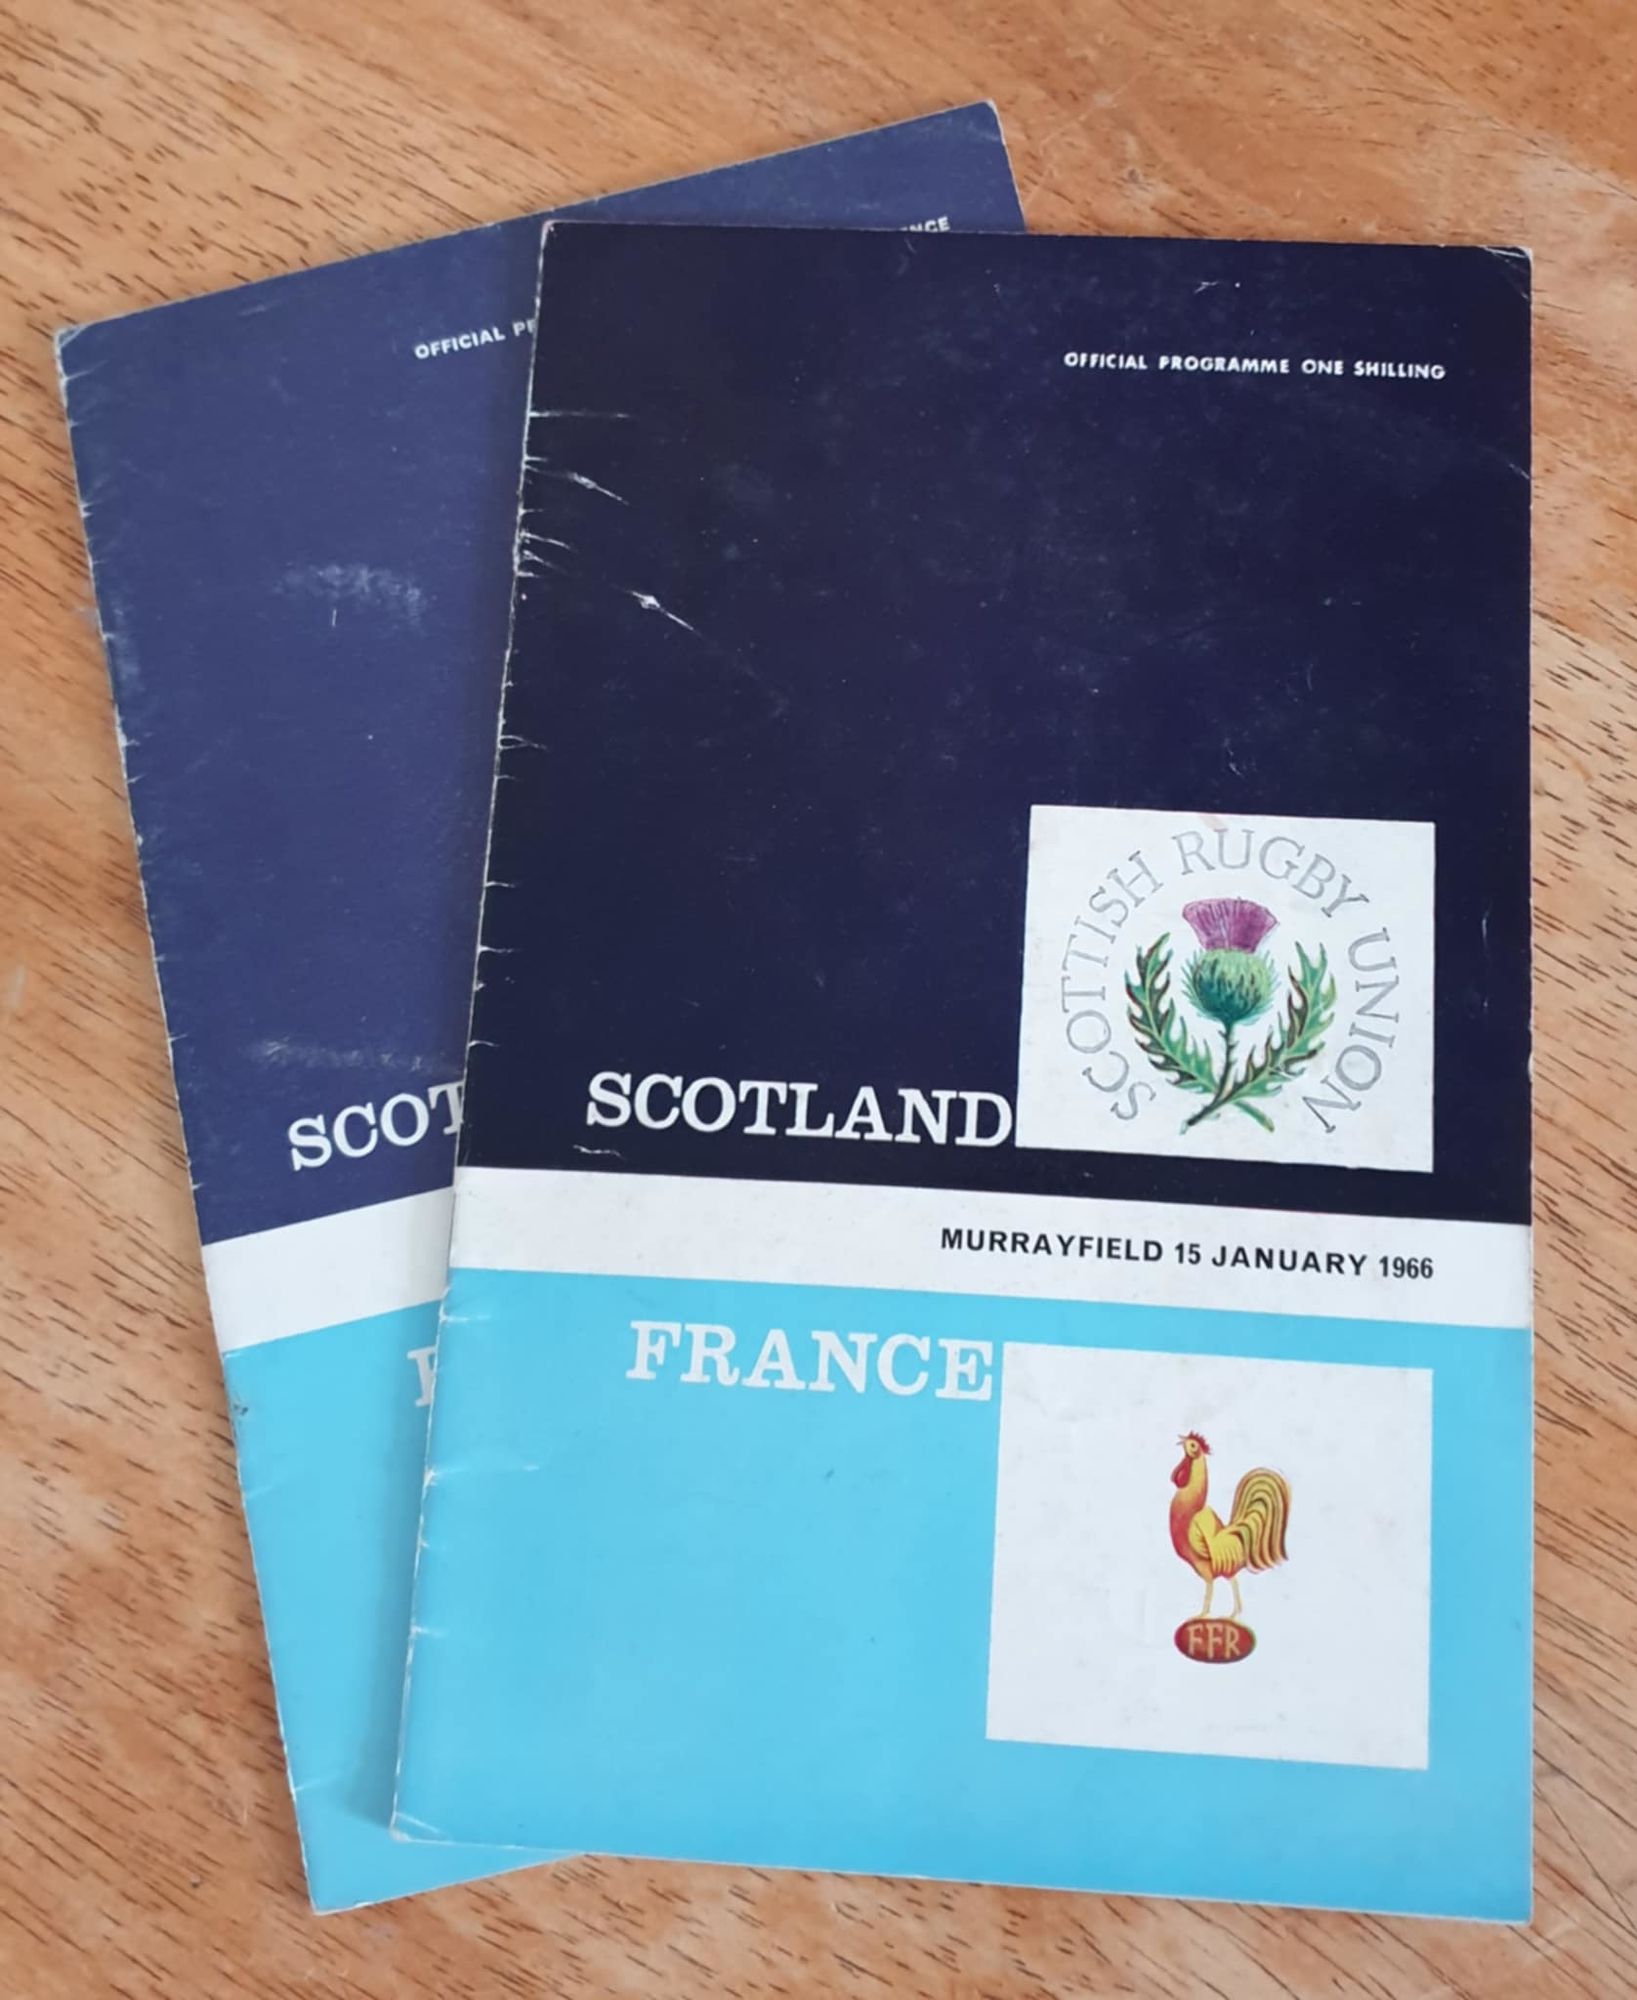 OFFICIAL
OFFICIAL PROGRAMME ONE SHILLING
SCOTTISH RUGBY UNION
SCOT
SCOTLAND
MURRAYFIELD 15 JANUARY 1966
FRANCE
FFR